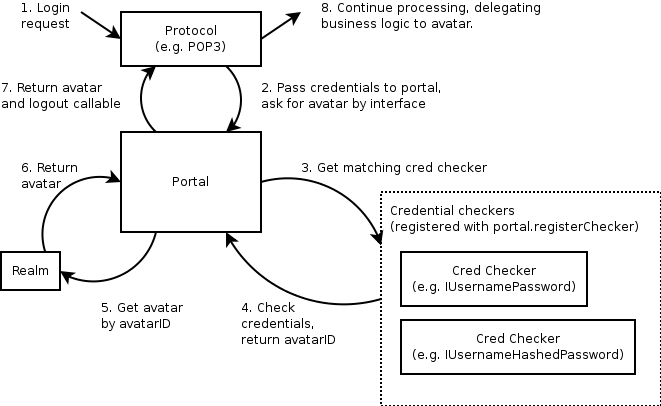 1. Login
request
Protocol
(e.g. POP3)
8. Continue processing, delegating
business logic to avatar.
7. Return avatar
and logout callable
2. Pass credentials to portal,
ask for avatar by interface
6. Return
avatar
Portal
3. Get matching cred checker
Credential checkers
(registered with portal.registerChecker)
Realm
Cred Checker
(e.g. IUsernamePassword)
5. Get avatar
by avatarID
4. Check
credentials,
return avatarID
Cred Checker
(e.g. IUsernameHashedPassword)